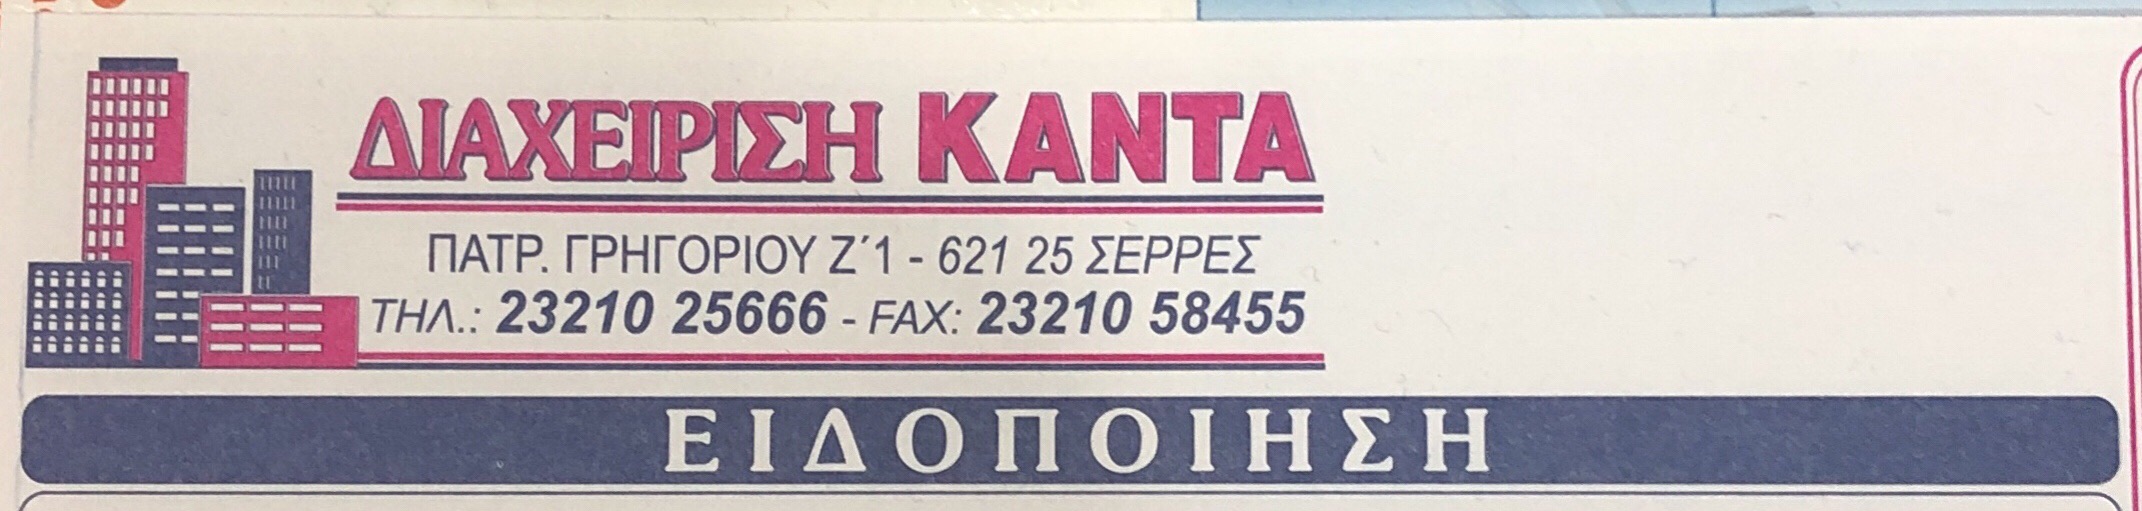 ΔΙΑΧΕΙΡΙΣΗ ΚΑΝΤΑ
ΠΑΤΡ. ΓΡΗΓΟΡΙΟΥ Ζ΄1 - 621 25 ΣΕΡΡΕΣ
ΤΗΛ.: 23210 25666 - FAX: 23210 58455
ΕΙΔΟΠΟΙΗΣΗ